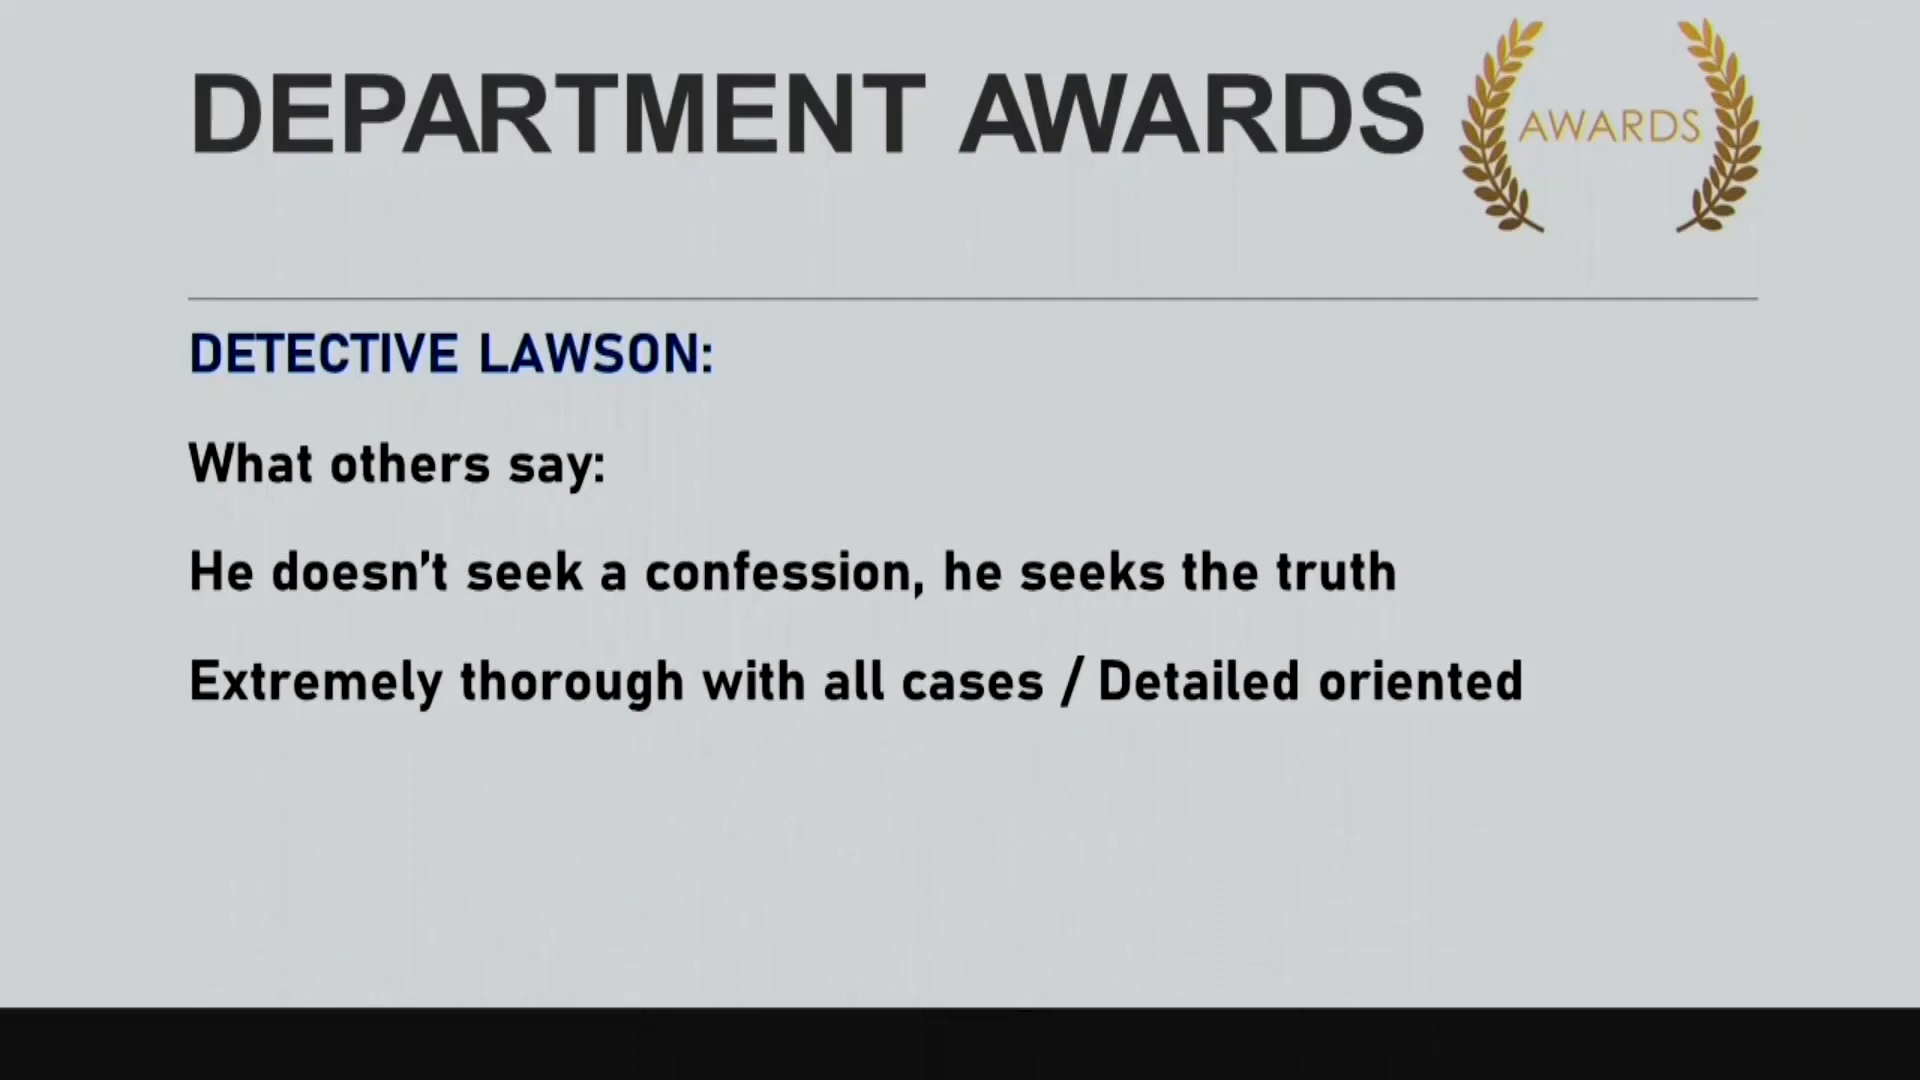 DEPARTMENT AWARDS
AWARDS
DETECTIVE LAWSON:
What others say:
He doesn’t seek a confession, he seeks the truth
Extremely thorough with all cases / Detailed oriented